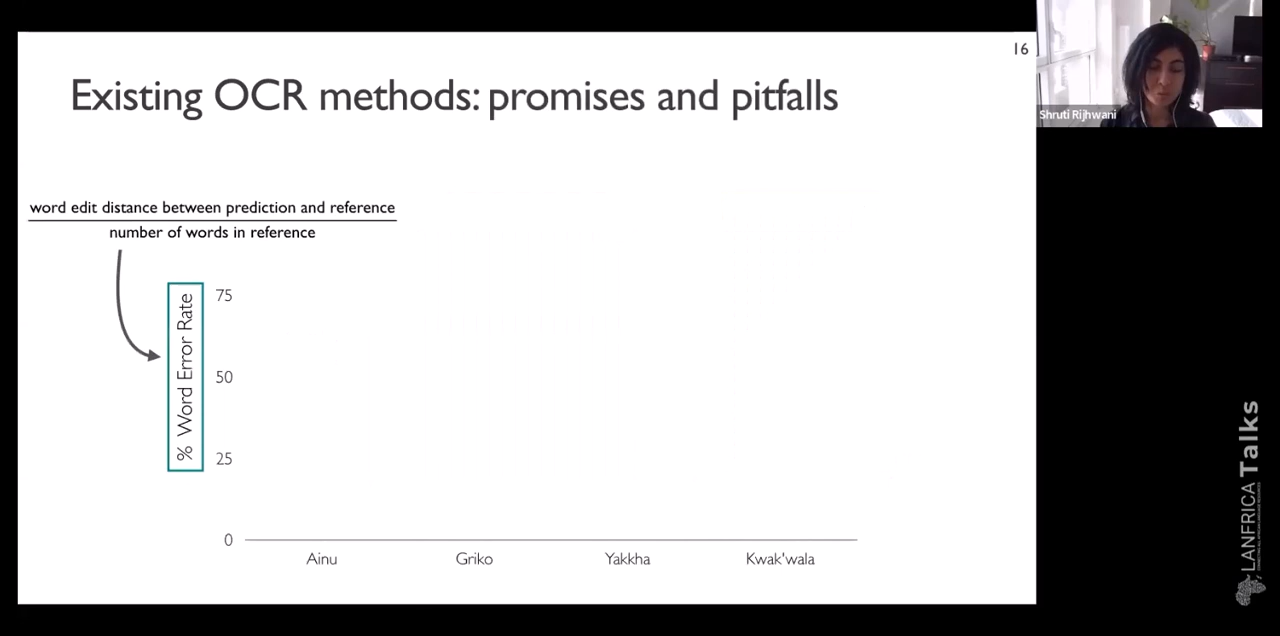 16
Existing OCR methods: promises and pitfalls
Shruti Rijhwani
word edit distance between prediction and reference
number of words in reference
% Word Error Rate
75
50
25
0
Ainu
Griko
Yakkha
Kwak'wala
LANFRICA Talks